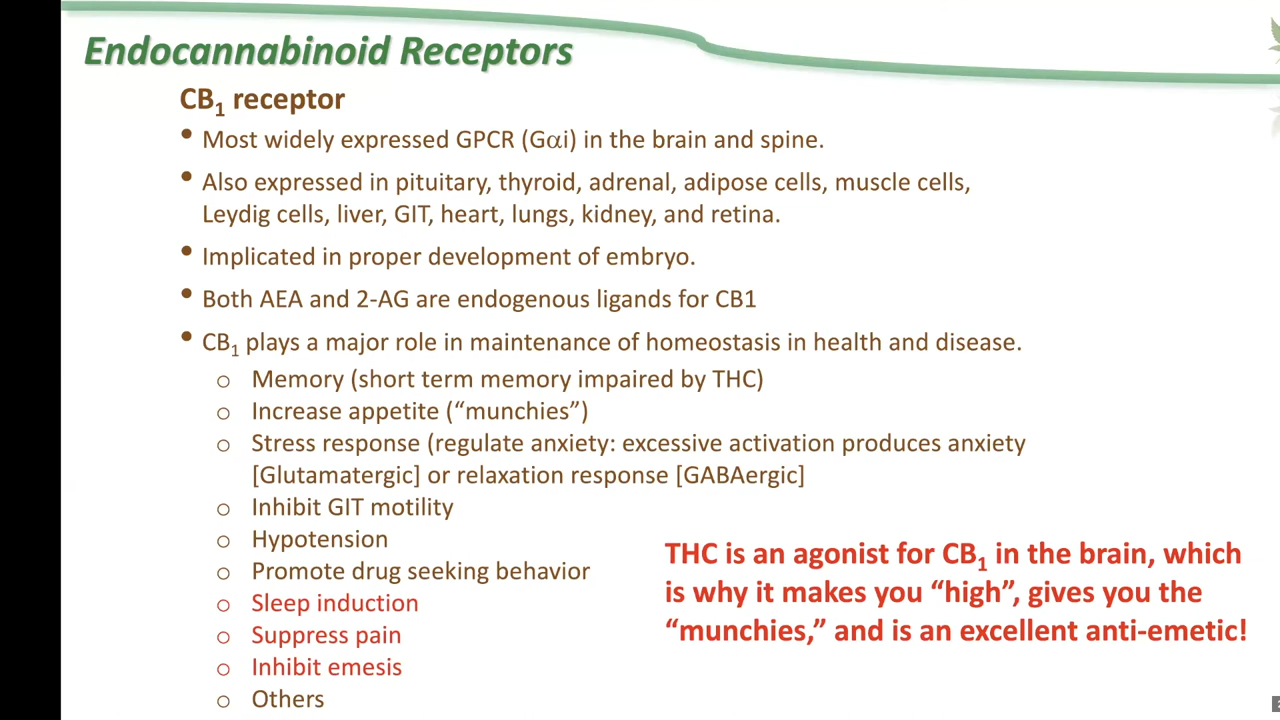 Endocannabinoid Receptors
CB₁ receptor
• Most widely expressed GPCR (Gαi) in the brain and spine.
• Also expressed in pituitary, thyroid, adrenal, adipose cells, muscle cells,
Leydig cells, liver, GIT, heart, lungs, kidney, and retina.
• Implicated in proper development of embryo.
• Both AEA and 2-AG are endogenous ligands for CB1
• CB₁ plays a major role in maintenance of homeostasis in health and disease.
o Memory (short term memory impaired by THC)
o Increase appetite (“munchies”)
o Stress response (regulate anxiety: excessive activation produces anxiety
[Glutamatergic] or relaxation response [GABAergic]
o Inhibit GIT motility
o Hypotension
o Promote drug seeking behavior
o Sleep induction
o Suppress pain
o Inhibit emesis
o Others
THC is an agonist for CB₁ in the brain, which
is why it makes you “high”, gives you the
“munchies,” and is an excellent anti-emetic!